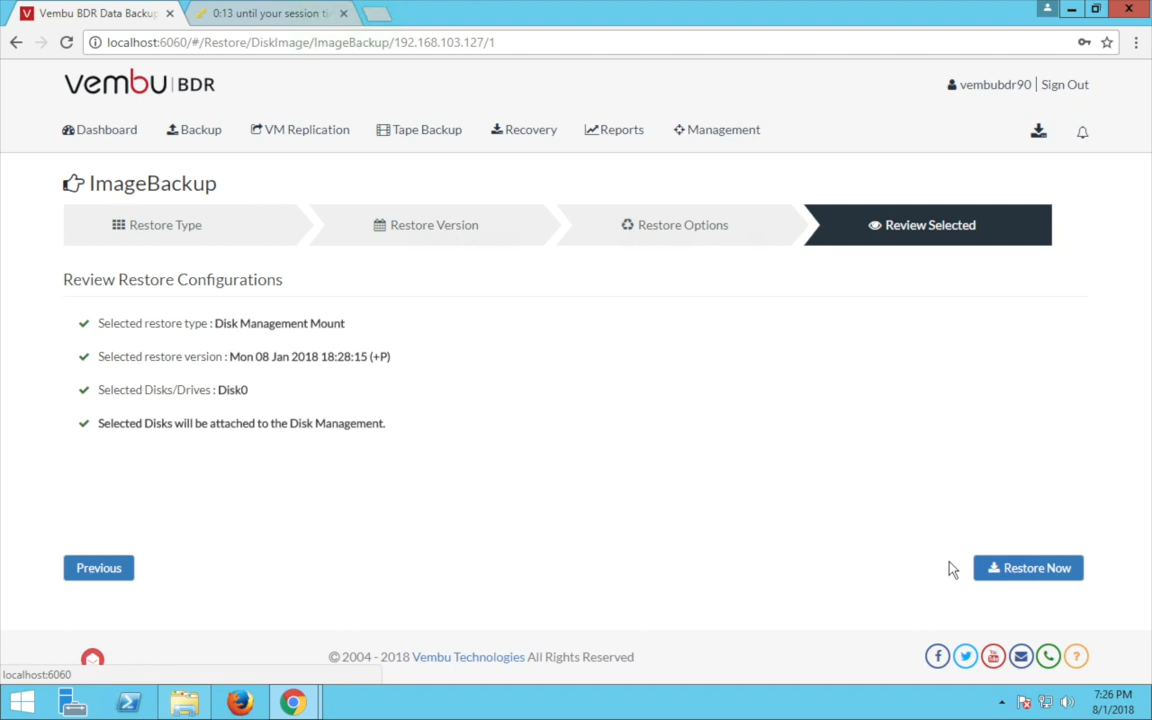 Vembu BDR Data Backup
0:13 until your session ti
localhost:6060/#/Restore/DiskImage/ImageBackup/192.168.103.127/1
vembu BDR
vembubdr90 | Sign Out
Dashboard Backup VM Replication Tape Backup Recovery Reports Management
ImageBackup
Restore Type Restore Version Restore Options Review Selected
Review Restore Configurations
Selected restore type : Disk Management Mount
Selected restore version : Mon 08 Jan 2018 18:28:15 (+P)
Selected Disks/Drives : Disk0
Selected Disks will be attached to the Disk Management.
Previous
Restore Now
© 2004 - 2018 Vembu Technologies All Rights Reserved
localhost:6060
7:26 PM
8/1/2018